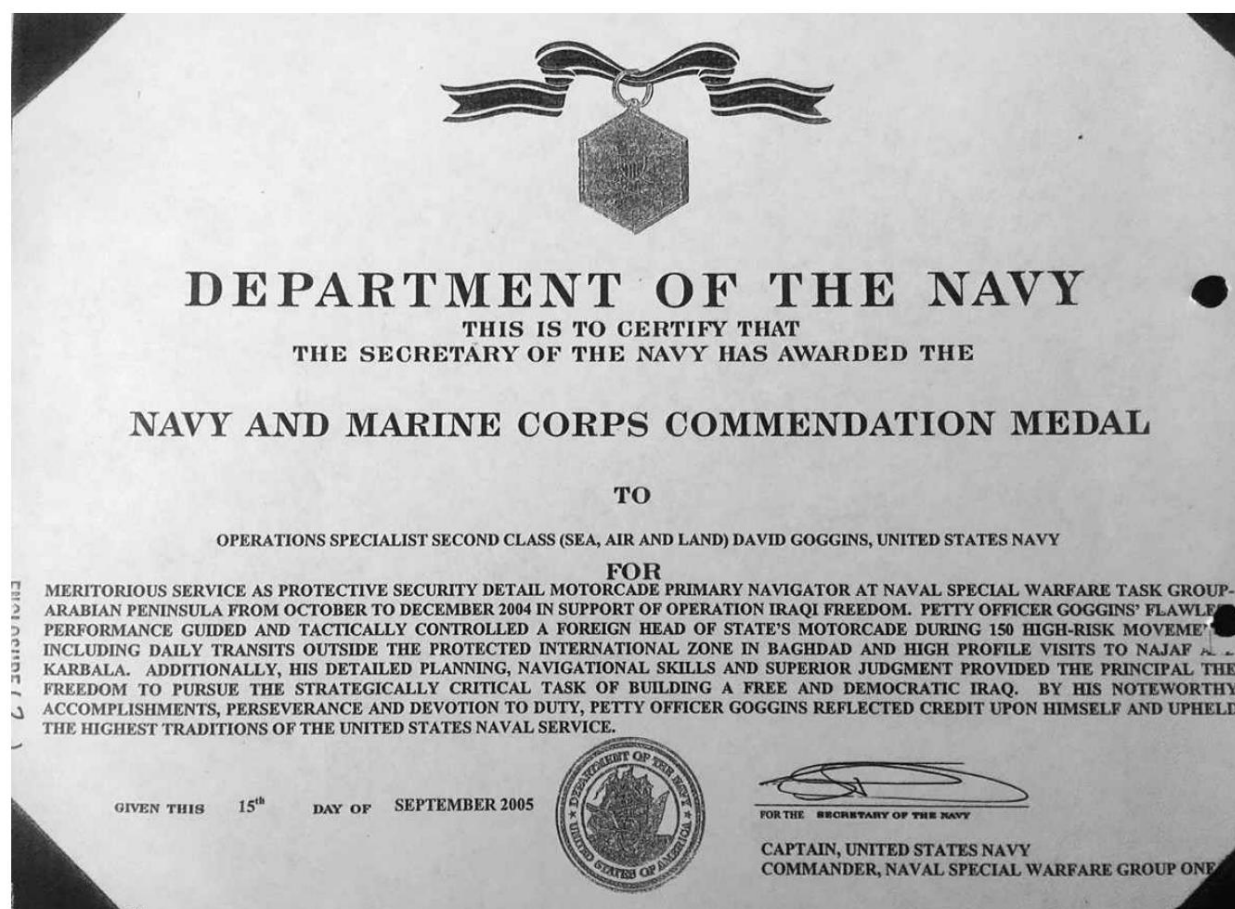 DEPARTMENT OF THE NAVY
THIS IS TO CERTIFY THAT
THE SECRETARY OF THE NAVY HAS AWARDED THE
NAVY AND MARINE CORPS COMMENDATION MEDAL
TO
OPERATIONS SPECIALIST SECOND CLASS (SEA, AIR AND LAND) DAVID GOGGINS, UNITED STATES NAVY
FOR
MERITORIOUS SERVICE AS PROTECTIVE SECURITY DETAIL MOTORCADE PRIMARY NAVIGATOR AT NAVAL SPECIAL WARFARE TASK GROUP-
ARABIAN PENINSULA FROM OCTOBER TO DECEMBER 2004 IN SUPPORT OF OPERATION IRAQI FREEDOM. PETTY OFFICER GOGGINS' 
PERFORMANCE GUIDED AND TACTICALLY CONTROLLED A FOREIGN HEAD OF STATE'S MOTORCADE DURING 150 HIGH-RISK
INCLUDING DAILY TRANSITS OUTSIDE THE PROTECTED INTERNATIONAL ZONE IN BAGHDAD AND HIGH PROFILE VISITS TO NAJAF
KARBALA. ADDITIONALLY, HIS DETAILED PLANNING, NAVIGATIONAL SKILLS AND SUPERIOR JUDGMENT PROVIDED THE PRINCIPAL THE
FREEDOM TO PURSUE THE STRATEGICALLY CRITICAL TASK OF BUILDING A FREE AND DEMOCRATIC IRAQ. BY HIS NOTEWORTHY
ACCOMPLISHMENTS, PERSEVERANCE AND DEVOTION TO DUTY, PETTY OFFICER GOGGINS REFLECTED CREDIT UPON HIMSELF AND UPHELD
THE HIGHEST TRADITIONS OF THE UNITED STATES NAVAL SERVICE.
GIVEN THIS 15th DAY OF SEPTEMBER 2005
DEPARTMENT OF THE NAVY
UNITED STATES OF AMERICA
FOR THE SECRETARY OF THE NAVY
CAPTAIN, UNITED STATES NAVY
COMMANDER, NAVAL SPECIAL WARFARE GROUP ONE